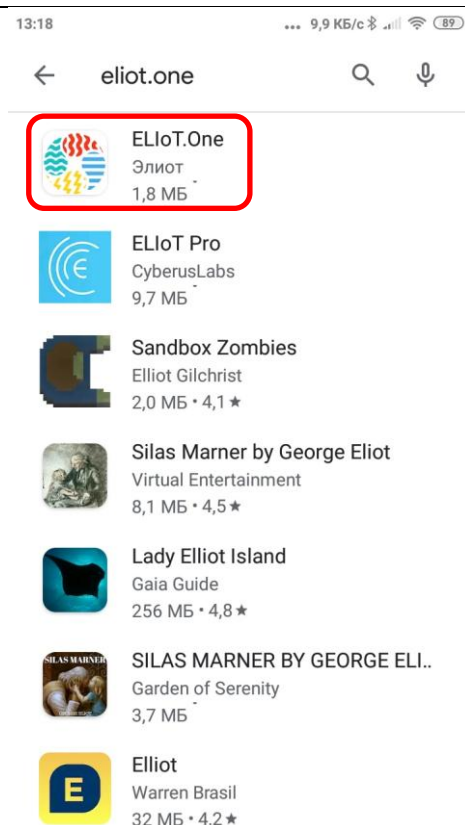 13:18 ... 9,9 КБ/с 89
eliot.one
ELIoT.One
Элиот
1,8 МБ
ELIoT Pro
CyberusLabs
9,7 МБ
Sandbox Zombies
Elliot Gilchrist
2,0 МБ • 4,1 ★
Silas Marner by George Eliot
Virtual Entertainment
8,1 МБ • 4,5 ★
Lady Elliot Island
Gaia Guide
256 МБ • 4,8 ★
SILAS MARNER
SILAS MARNER BY GEORGE ELI..
Garden of Serenity
3,7 МБ
E
Elliot
Warren Brasil
32 МБ • 4,2 ★